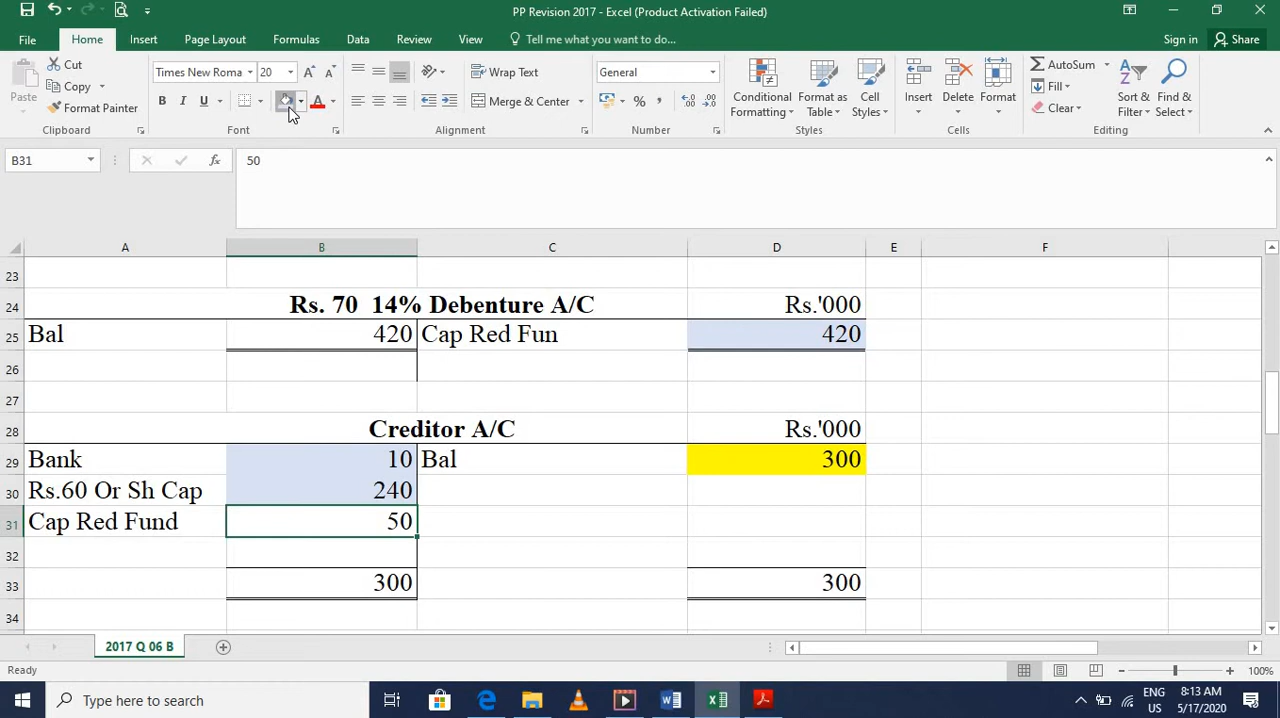 PP Revision 2017 - Excel (Product Activation Failed)
File Home Insert Page Layout Formulas Data Review View Tell me what you want to do... Sign in Share
Cut
Copy
Format Painter
Paste
Clipboard
Times New Roma 20
B I U A
Font
Wrap Text
Merge & Center
Alignment
General
%
Number
Conditional Formatting
Format as Table
Cell Styles
Styles
Insert
Delete
Format
Cells
AutoSum
Fill
Clear
Sort & Filter
Find & Select
Editing
B31 fx 50
A B C D E F
23
24 Rs. 70 14% Debenture A/C Rs.'000
25 Bal 420 Cap Red Fun 420
26
27
28 Creditor A/C Rs.'000
29 Bank 10 Bal 300
30 Rs.60 Or Sh Cap 240
31 Cap Red Fund 50
32
33 300 300
34
2017 Q 06 B
Ready 100%
Type here to search
ENG
US
8:13 AM
5/17/2020